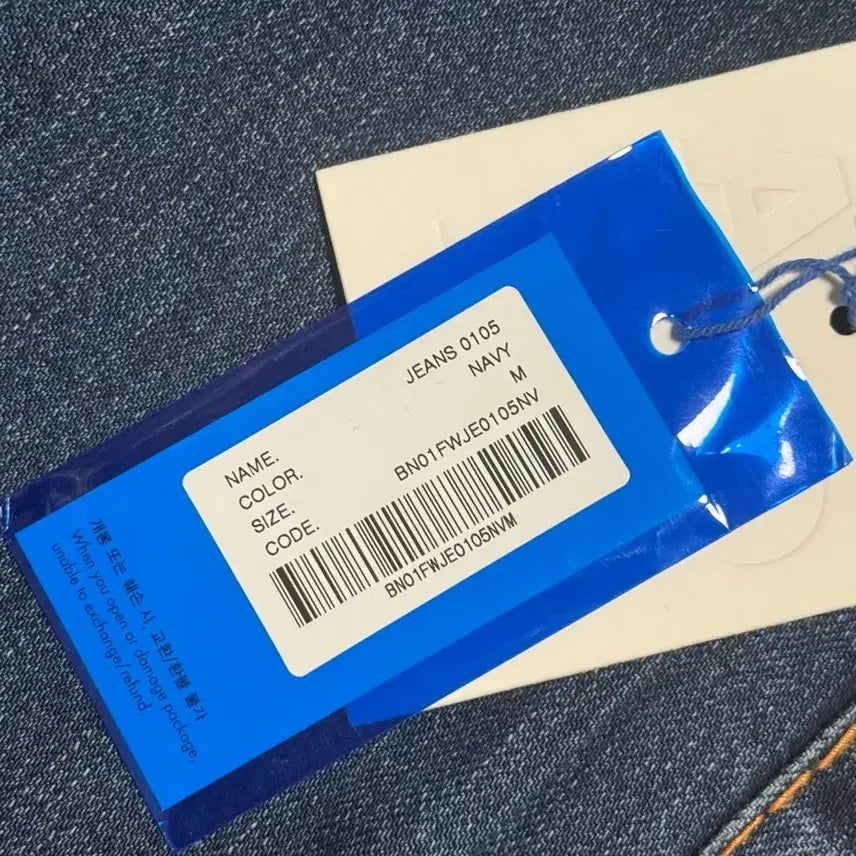 NAME. JEANS 0105
COLOR. NAVY
SIZE. M
CODE. BN01FWJE0105NV
BN01FWJE0105NVM
개봉 또는 훼손 시, 교환/환불 불가
When you open or damage package,
unable to exchange/refund.